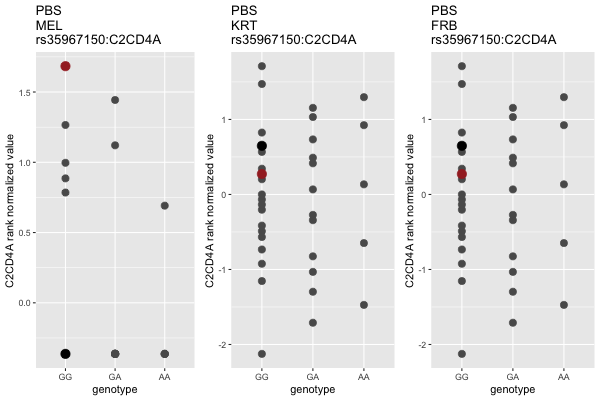 PBS
MEL
rs35967150:C2CD4A
C2CD4A rank normalized value
1.5
1.0
0.5
0.0
GG GA AA
genotype
PBS
KRT
rs35967150:C2CD4A
C2CD4A rank normalized value
1
0
-1
-2
GG GA AA
genotype
PBS
FRB
rs35967150:C2CD4A
C2CD4A rank normalized value
1
0
-1
-2
GG GA AA
genotype